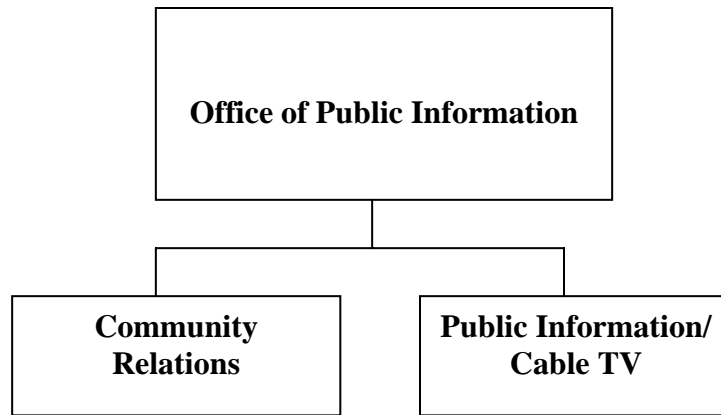 Office of Public Information
Community
Relations
Public Information/
Cable TV